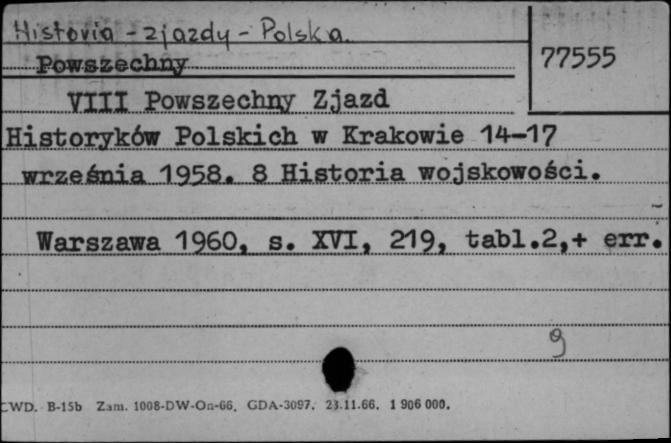 Historia - zjazdy - Polska.
77555
Powszechny
VIII Powszechny Zjazd
Historyków Polskich w Krakowie 14-17
września 1958. 8 Historia wojskowości.
Warszawa 1960, s. XVI, 219, tabl.2,+ err.
g
CWD. B-15b Zam. 1008-DW-On-66. GDA-3097. 23.11.66. 1 906 000.